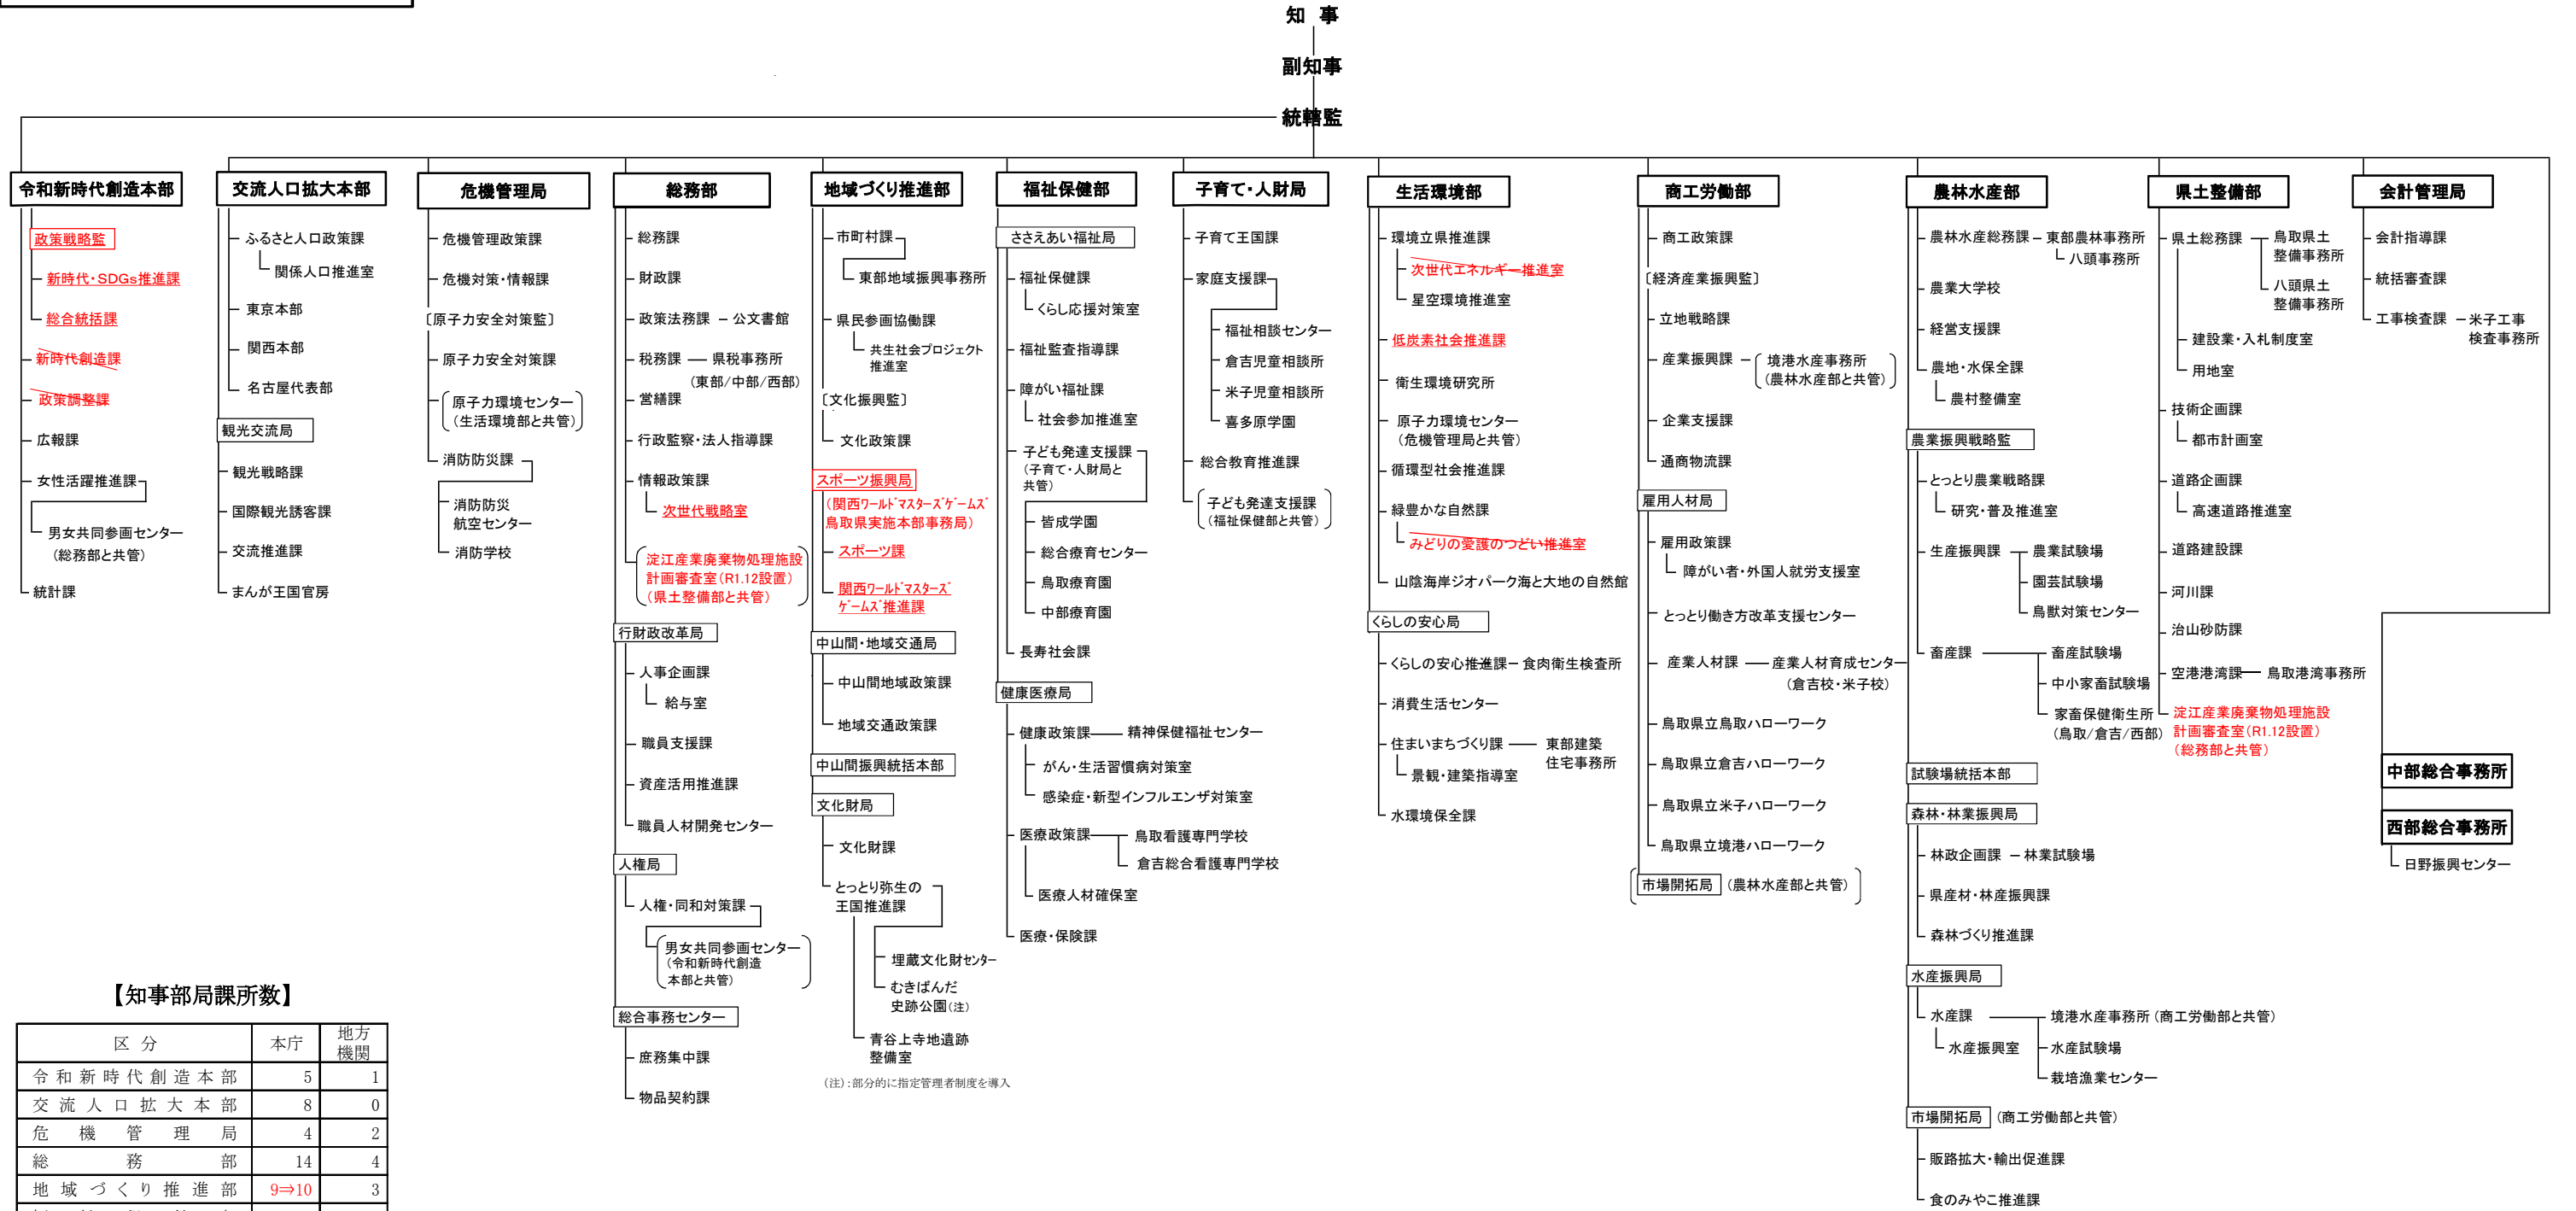 知　事
副知事
統轄監
令和新時代創造本部
政策戦略監
新時代・SDGs推進課
総合統括課
新時代創造課
政策調整課
広報課
女性活躍推進課
男女共同参画センター
(総務部と共管)
統計課
交流人口拡大本部
ふるさと人口政策課
関係人口推進室
東京本部
関西本部
名古屋代表部
観光交流局
観光戦略課
国際観光誘客課
交流推進課
まんが王国官房
危機管理局
危機管理政策課
危機対策・情報課
〔原子力安全対策監〕
原子力安全対策課
原子力環境センター
(生活環境部と共管)
消防防災課
消防防災
航空センター
消防学校
総務部
総務課
財政課
政策法務課 － 公文書館
税務課 － 県税事務所
(東部/中部/西部)
営繕課
行政監察・法人指導課
情報政策課
次世代戦略室
淀江産業廃棄物処理施設
計画審査室(R1.12設置)
(県土整備部と共管)
行財政改革局
人事企画課
給与室
職員支援課
資産活用推進課
職員人材開発センター
人権局
人権・同和対策課
男女共同参画センター
(令和新時代創造
本部と共管)
総合事務センター
庶務集中課
物品契約課
地域づくり推進部
市町村課
東部地域振興事務所
県民参画協働課
共生社会プロジェクト
推進室
〔文化振興監〕
文化政策課
スポーツ振興局
(関西ワールドマスターズゲームズ
鳥取県実施本部事務局)
スポーツ課
関西ワールドマスターズ
ゲームズ推進課
中山間・地域交通局
中山間地域政策課
地域交通政策課
中山間振興統括本部
文化財局
文化財課
とっとり弥生の
王国推進課
埋蔵文化財センター
むきばんだ
史跡公園(注)
青谷上寺地遺跡
整備室
(注):部分的に指定管理者制度を導入
福祉保健部
ささえあい福祉局
福祉保健課
くらし応援対策室
福祉監査指導課
障がい福祉課
社会参加推進室
子ども発達支援課
(子育て・人財局と
共管)
皆成学園
総合療育センター
鳥取療育園
中部療育園
長寿社会課
健康医療局
健康政策課 － 精神保健福祉センター
がん・生活習慣病対策室
感染症・新型インフルエンザ対策室
医療政策課 － 鳥取看護専門学校
倉吉総合看護専門学校
医療人材確保室
医療・保険課
子育て・人財局
子育て王国課
家庭支援課
福祉相談センター
倉吉児童相談所
米子児童相談所
喜多原学園
総合教育推進課
子ども発達支援課
(福祉保健部と共管)
生活環境部
環境立県推進課
次世代エネルギー推進室
星空環境推進室
低炭素社会推進課
衛生環境研究所
原子力環境センター
(危機管理局と共管)
循環型社会推進課
緑豊かな自然課
みどりの愛護のつどい推進室
山陰海岸ジオパーク海と大地の自然館
くらしの安心局
くらしの安心推進課 － 食肉衛生検査所
消費生活センター
住まいまちづくり課 － 東部建築
住宅事務所
景観・建築指導室
水環境保全課
商工労働部
商工政策課
〔経済産業振興監〕
立地戦略課
産業振興課 － 境港水産事務所
(農林水産部と共管)
企業支援課
通商物流課
雇用人材局
雇用政策課
障がい者・外国人就労支援室
とっとり働き方改革支援センター
産業人材課 － 産業人材育成センター
(倉吉校・米子校)
鳥取県立鳥取ハローワーク
鳥取県立倉吉ハローワーク
鳥取県立米子ハローワーク
鳥取県立境港ハローワーク
市場開拓局 (農林水産部と共管)
農林水産部
農林水産総務課 － 東部農林事務所
八頭事務所
農業大学校
経営支援課
農地・水保全課
農村整備室
農業振興戦略監
とっとり農業戦略課
研究・普及推進室
生産振興課 － 農業試験場
園芸試験場
鳥獣対策センター
畜産課 － 畜産試験場
中小家畜試験場
家畜保健衛生所
(鳥取/倉吉/西部)
試験場統括本部
森林・林業振興局
林政企画課 － 林業試験場
県産材・林産振興課
森林づくり推進課
水産振興局
水産課 － 境港水産事務所 (商工労働部と共管)
水産振興室
水産試験場
栽培漁業センター
市場開拓局 (商工労働部と共管)
販路拡大・輸出促進課
食のみやこ推進課
県土整備部
県土総務課 － 鳥取県土
整備事務所
八頭県土
整備事務所
建設業・入札制度室
用地室
技術企画課
都市計画室
道路企画課
高速道路推進室
道路建設課
河川課
治山砂防課
空港港湾課 － 鳥取港湾事務所
淀江産業廃棄物処理施設
計画審査室(R1.12設置)
(総務部と共管)
会計管理局
会計指導課
統括審査課
工事検査課 － 米子工事
検査事務所
中部総合事務所
西部総合事務所
日野振興センター
【知事部局課所数】
区　分　本庁　地方機関
令和新時代創造本部　5　1
交流人口拡大本部　8　0
危機管理局　4　2
総務部　14　4
地域づくり推進部　9⇒10　3